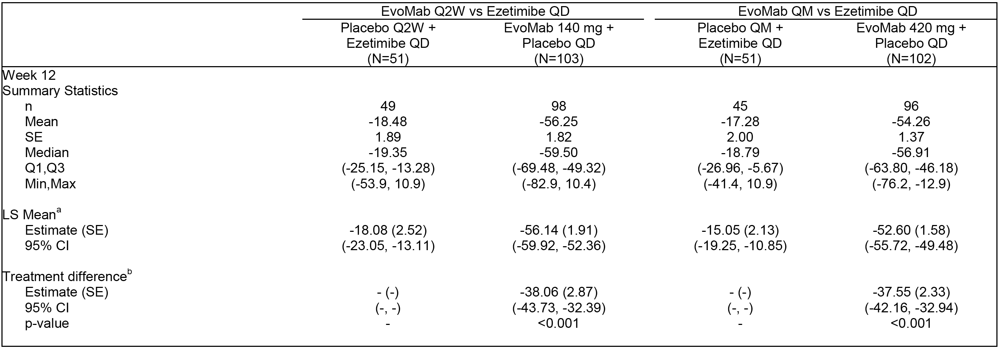 EvoMab Q2W vs Ezetimibe QD EvoMab QM vs Ezetimibe QD
Placebo Q2W + EvoMab 140 mg + Placebo QM + EvoMab 420 mg +
Ezetimibe QD Placebo QD Ezetimibe QD Placebo QD
(N=51) (N=103) (N=51) (N=102)
Week 12
Summary Statistics
n 49 98 45 96
Mean -18.48 -56.25 -17.28 -54.26
SE 1.89 1.82 2.00 1.37
Median -19.35 -59.50 -18.79 -56.91
Q1,Q3 (-25.15, -13.28) (-69.48, -49.32) (-26.96, -5.67) (-63.80, -46.18)
Min,Max (-53.9, 10.9) (-82.9, 10.4) (-41.4, 10.9) (-76.2, -12.9)
LS Meana
Estimate (SE) -18.08 (2.52) -56.14 (1.91) -15.05 (2.13) -52.60 (1.58)
95% CI (-23.05, -13.11) (-59.92, -52.36) (-19.25, -10.85) (-55.72, -49.48)
Treatment differenceb
Estimate (SE) - (-) -38.06 (2.87) - (-) -37.55 (2.33)
95% CI (-, -) (-43.73, -32.39) (-, -) (-42.16, -32.94)
p-value - <0.001 - <0.001